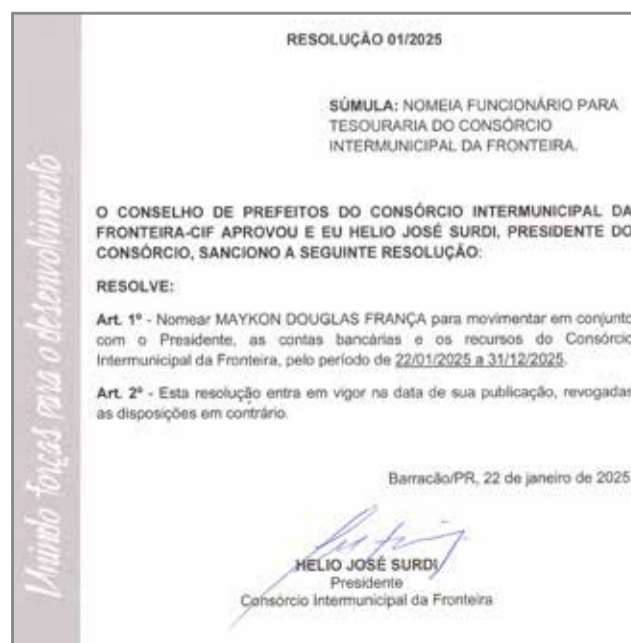 RESOLUÇÃO 01/2025
SÚMULA: NOMEIA FUNCIONÁRIO PARA
TESOURARIA DO CONSÓRCIO
INTERMUNICIPAL DA FRONTEIRA.
O CONSELHO DE PREFEITOS DO CONSÓRCIO INTERMUNICIPAL DA
FRONTEIRA-CIF APROVOU E EU HELIO JOSÉ SURDI, PRESIDENTE DO
CONSÓRCIO, SANCIONO A SEGUINTE RESOLUÇÃO:
RESOLVE:
Art. 1º - Nomear MAYKON DOUGLAS FRANÇA para movimentar em conjunto
com o Presidente, as contas bancárias e os recursos do Consórcio
Intermunicipal da Fronteira, pelo período de 22/01/2025 a 31/12/2025.
Art. 2º - Esta resolução entra em vigor na data de sua publicação, revogadas
as disposições em contrário.
Barracão/PR, 22 de janeiro de 2025
HELIO JOSÉ SURDI
Presidente
Consórcio Intermunicipal da Fronteira
Unindo forças para o desenvolvimento